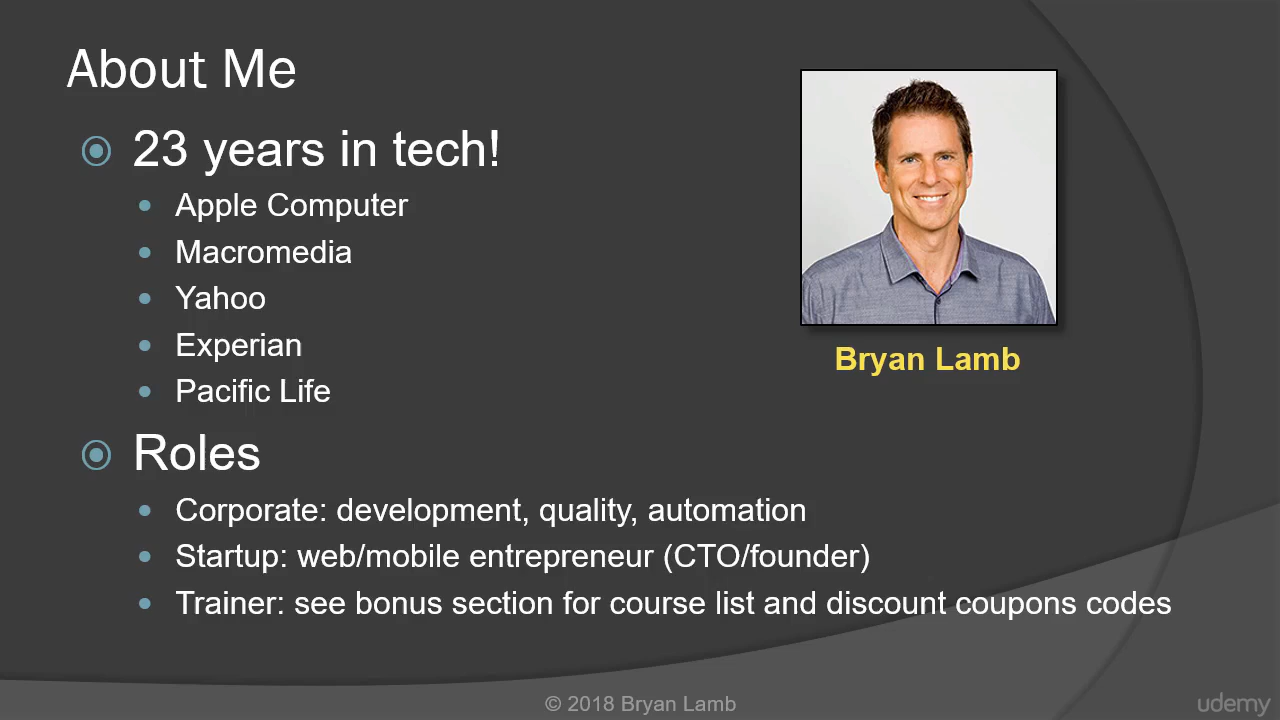 About Me
23 years in tech!
Apple Computer
Macromedia
Yahoo
Experian
Pacific Life
Bryan Lamb
Roles
Corporate: development, quality, automation
Startup: web/mobile entrepreneur (CTO/founder)
Trainer: see bonus section for course list and discount coupons codes
© 2018 Bryan Lamb
udemy